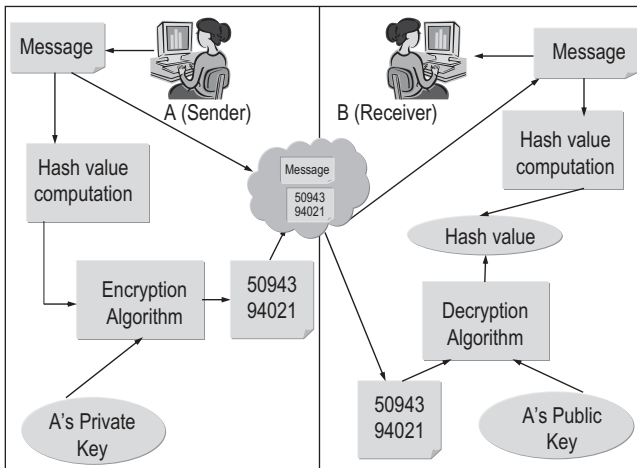 Message
A (Sender)
Hash value
computation
Encryption
Algorithm
50943
94021
A's Private
Key
Message
50943
94021
B (Receiver)
Message
Hash value
computation
Hash value
Decryption
Algorithm
50943
94021
A's Public
Key